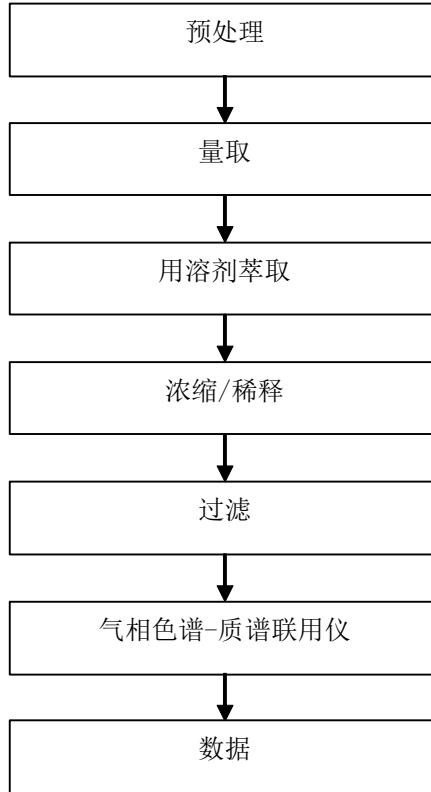 预处理
量取
用溶剂萃取
浓缩/稀释
过滤
气相色谱-质谱联用仪
数据